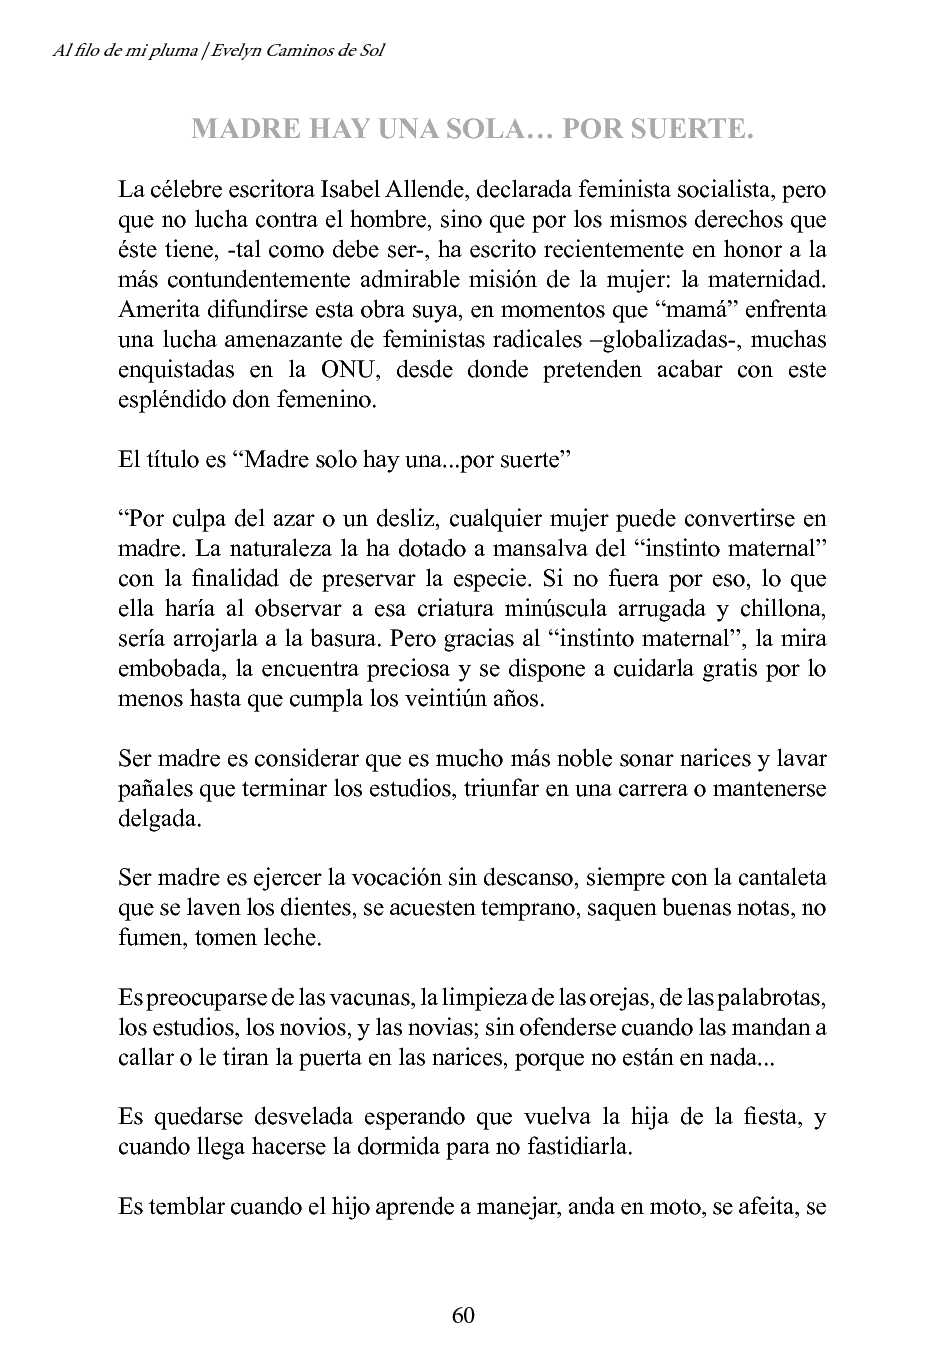 Al filo de mi pluma | Evelyn Caminos de Sol
MADRE HAY UNA SOLA… POR SUERTE.
La célebre escritora Isabel Allende, declarada feminista socialista, pero
que no lucha contra el hombre, sino que por los mismos derechos que
éste tiene, -tal como debe ser-, ha escrito recientemente en honor a la
más contundentemente admirable misión de la mujer: la maternidad.
Amerita difundirse esta obra suya, en momentos que “mamá” enfrenta
una lucha amenazante de feministas radicales –globalizadas-, muchas
enquistadas en la ONU, desde donde pretenden acabar con este
espléndido don femenino.
El título es “Madre solo hay una...por suerte”
“Por culpa del azar o un desliz, cualquier mujer puede convertirse en
madre. La naturaleza la ha dotado a mansalva del “instinto maternal”
con la finalidad de preservar la especie. Si no fuera por eso, lo que
ella haría al observar a esa criatura minúscula arrugada y chillona,
sería arrojarla a la basura. Pero gracias al “instinto maternal”, la mira
embobada, la encuentra preciosa y se dispone a cuidarla gratis por lo
menos hasta que cumpla los veintiún años.
Ser madre es considerar que es mucho más noble sonar narices y lavar
pañales que terminar los estudios, triunfar en una carrera o mantenerse
delgada.
Ser madre es ejercer la vocación sin descanso, siempre con la cantaleta
que se laven los dientes, se acuesten temprano, saquen buenas notas, no
fumen, tomen leche.
Es preocuparse de las vacunas, la limpieza de las orejas, de las palabrotas,
los estudios, los novios, y las novias; sin ofenderse cuando las mandan a
callar o le tiran la puerta en las narices, porque no están en nada...
Es quedarse desvelada esperando que vuelva la hija de la fiesta, y
cuando llega hacerse la dormida para no fastidiarla.
Es temblar cuando el hijo aprende a manejar, anda en moto, se afeita, se
60